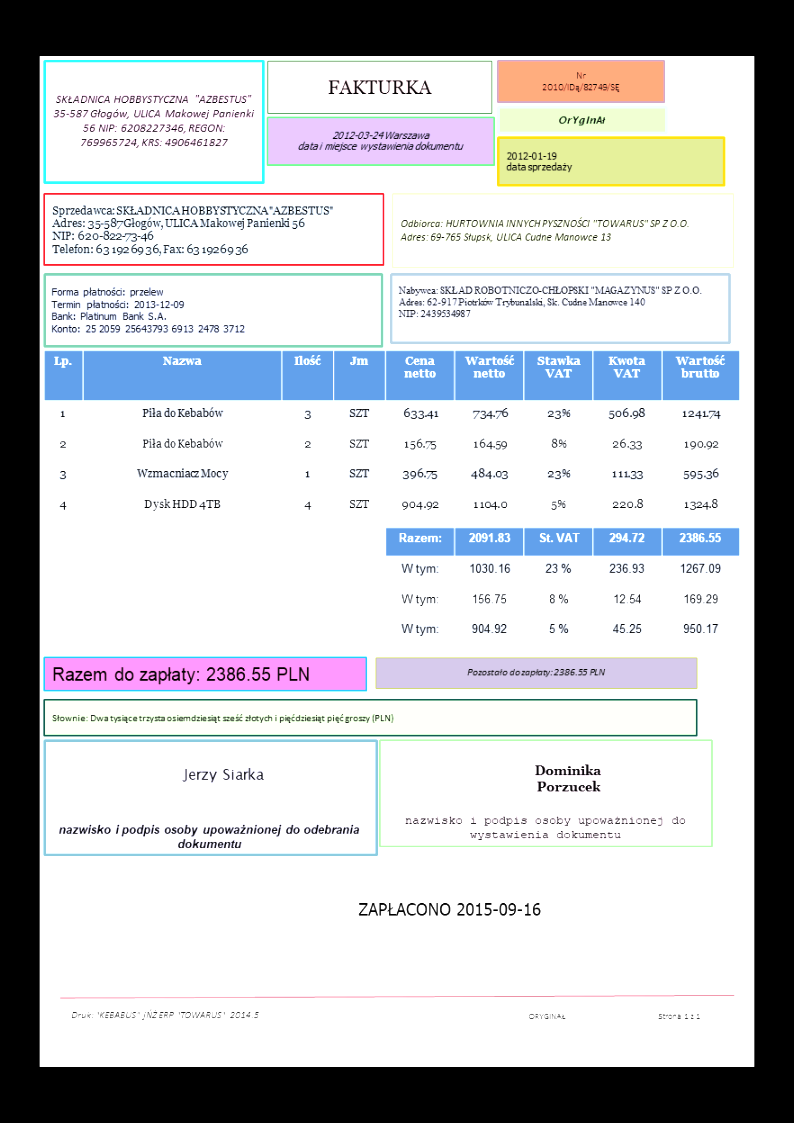 SKŁADNICA HOBBYSTYCZNA "AZBESTUS"
35-587 Głogów, ULICA Makowej Panienki
56 NIP: 6208227346, REGON:
769965724, KRS: 4906461827
FAKTURKA
2012-03-24 Warszawa
data i miejsce wystawienia dokumentu
Nr
2010/IDą/82749/SĘ
OrYgInAł
2012-01-19
data sprzedaży
Sprzedawca: SKŁADNICA HOBBYSTYCZNA "AZBESTUS"
Adres: 35-587 Głogów, ULICA Makowej Panienki 56
NIP: 620-822-73-46
Telefon: 63 192 69 36, Fax: 63 192 69 36
Odbiorca: HURTOWNIA INNYCH PYSZNOŚCI "TOWARUS" SP Z O.O.
Adres: 69-765 Słupsk, ULICA Cudne Manowce 13
Forma płatności: przelew
Termin płatności: 2013-12-09
Bank: Platinum Bank S.A.
Konto: 25 2059 25643793 6913 2478 3712
Nabywca: SKŁAD ROBOTNICZO-CHŁOPSKI "MAGAZYNUS" SP Z O.O.
Adres: 62-917 Piotrków Trybunalski, Sk. Cudne Manowce 140
NIP: 2439534987
Lp. Nazwa Ilość Jm Cena netto Wartość netto Stawka VAT Kwota VAT Wartość brutto
1 Piła do Kebabów 3 SZT 633.41 734.76 23% 506.98 1241.74
2 Piła do Kebabów 2 SZT 156.75 164.59 8% 26.33 190.92
3 Wzmacniacz Mocy 1 SZT 396.75 484.03 23% 111.33 595.36
4 Dysk HDD 4TB 4 SZT 904.92 1104.0 5% 220.8 1324.8
Razem: 2091.83 St. VAT 294.72 2386.55
W tym: 1030.16 23 % 236.93 1267.09
W tym: 156.75 8 % 12.54 169.29
W tym: 904.92 5 % 45.25 950.17
Razem do zapłaty: 2386.55 PLN
Pozostało do zapłaty: 2386.55 PLN
Słownie: Dwa tysiące trzysta osiemdziesiąt sześć złotych i pięćdziesiąt pięć groszy (PLN)
Jerzy Siarka
nazwisko i podpis osoby upoważnionej do odebrania
dokumentu
Dominika
Porzucek
nazwisko i podpis osoby upoważnionej do
wystawienia dokumentu
ZAPŁACONO 2015-09-16
Druk: "KEBABUS" JNŻ ERP "TOWARUS" 2014.5
ORYGINAŁ
Strona 1 z 1